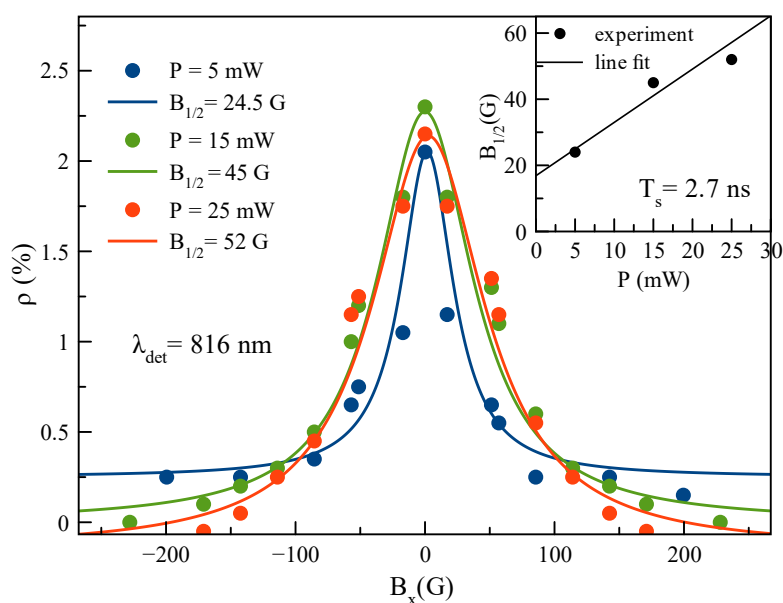 P = 5 mW
B1/2= 24.5 G
P = 15 mW
B1/2= 45 G
P = 25 mW
B1/2= 52 G
λdet= 816 nm
ρ (%)
2.5
2
1.5
1
0.5
0
−200
−100
0
100
200
Bx(G)
experiment
line fit
Ts= 2.7 ns
B1/2(G)
60
40
20
0
0
5
10
15
20
25
30
P (mW)